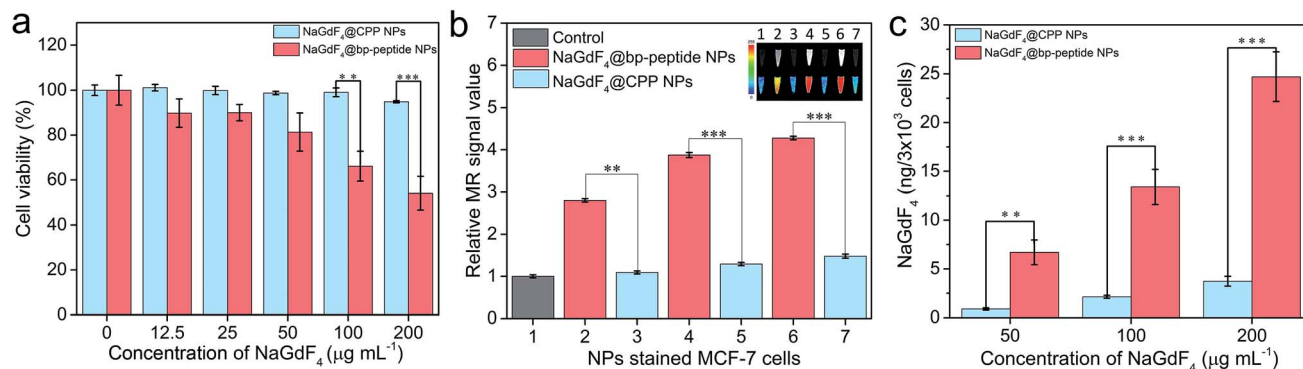 a
NaGdF4@CPP NPs
NaGdF4@bp-peptide NPs
120
100
80
60
40
20
0
Cell viability (%)
** ***
0 12.5 25 50 100 200
Concentration of NaGdF4 (μg mL-1)
b
Control
NaGdF4@bp-peptide NPs
NaGdF4@CPP NPs
1 2 3 4 5 6 7
7
6
5
4
3
2
1
0
Relative MR signal value
** *** ***
1 2 3 4 5 6 7
NPs stained MCF-7 cells
c
NaGdF4@CPP NPs
NaGdF4@bp-peptide NPs
30
25
20
15
10
5
0
NaGdF4 (ng/3x103 cells)
** *** ***
50 100 200
Concentration of NaGdF4 (μg mL-1)